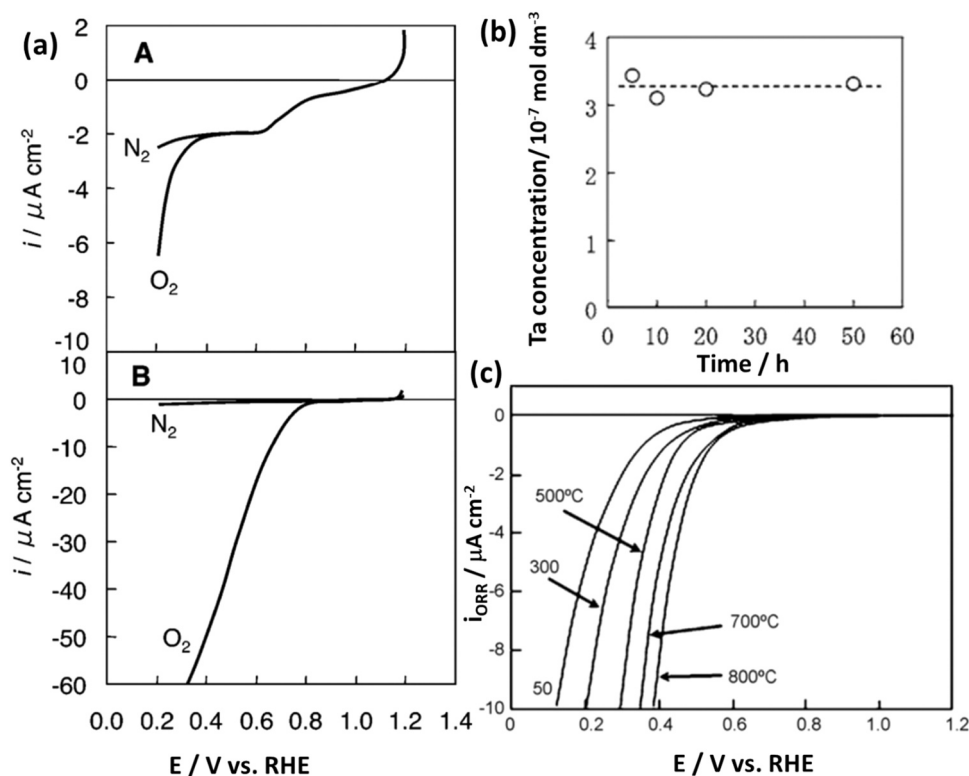 (a)
A
2
0
-2
-4
-6
-8
-10
N2
O2
i / μA cm-2
B
10
0
-10
-20
-30
-40
-50
-60
N2
O2
i / μA cm-2
0.0 0.2 0.4 0.6 0.8 1.0 1.2 1.4
E / V vs. RHE
(b)
4
3
2
1
0
Ta concentration/ 10-7 mol dm-3
0 10 20 30 40 50 60
Time / h
(c)
0
-2
-4
-6
-8
-10
iORR / μA cm-2
500ºC
300
700ºC
800ºC
50
0 0.2 0.4 0.6 0.8 1.0 1.2
E / V vs. RHE